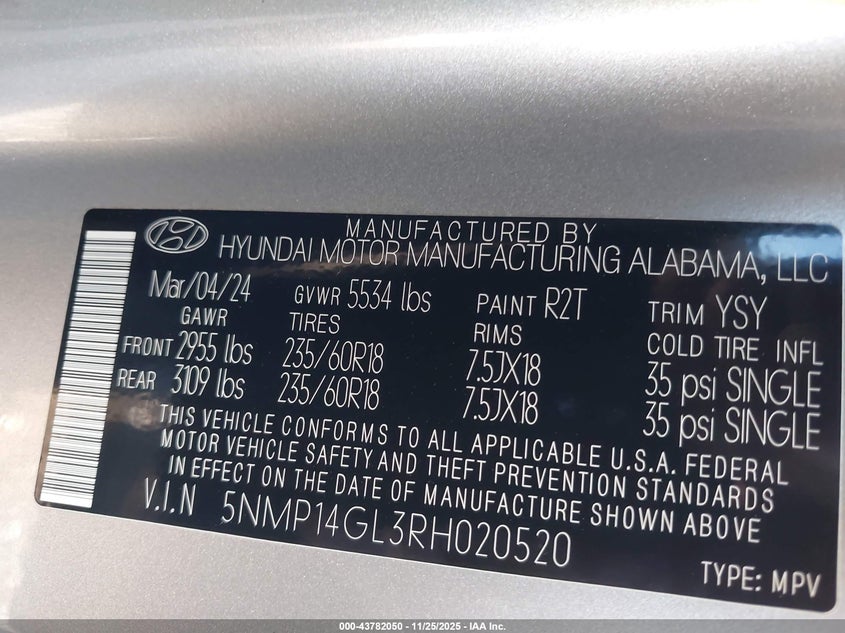 MANUFACTURED BY
HYUNDAI MOTOR MANUFACTURING ALABAMA, LLC
Mar/04/24 GVWR 5534 lbs PAINT R2T TRIM YSY
GAWR TIRES RIMS COLD TIRE INFL
FRONT 2955 lbs 235/60R18 7.5JX18 35 psi SINGLE
REAR 3109 lbs 235/60R18 7.5JX18 35 psi SINGLE
THIS VEHICLE CONFORMS TO ALL APPLICABLE U.S.A. FEDERAL
MOTOR VEHICLE SAFETY AND THEFT PREVENTION STANDARDS
IN EFFECT ON THE DATE OF MANUFACTURE SHOWN ABOVE
V.I.N 5NMP14GL3RH020520
TYPE: MPV
000-43782050 - 11/25/2025 - IAA Inc.